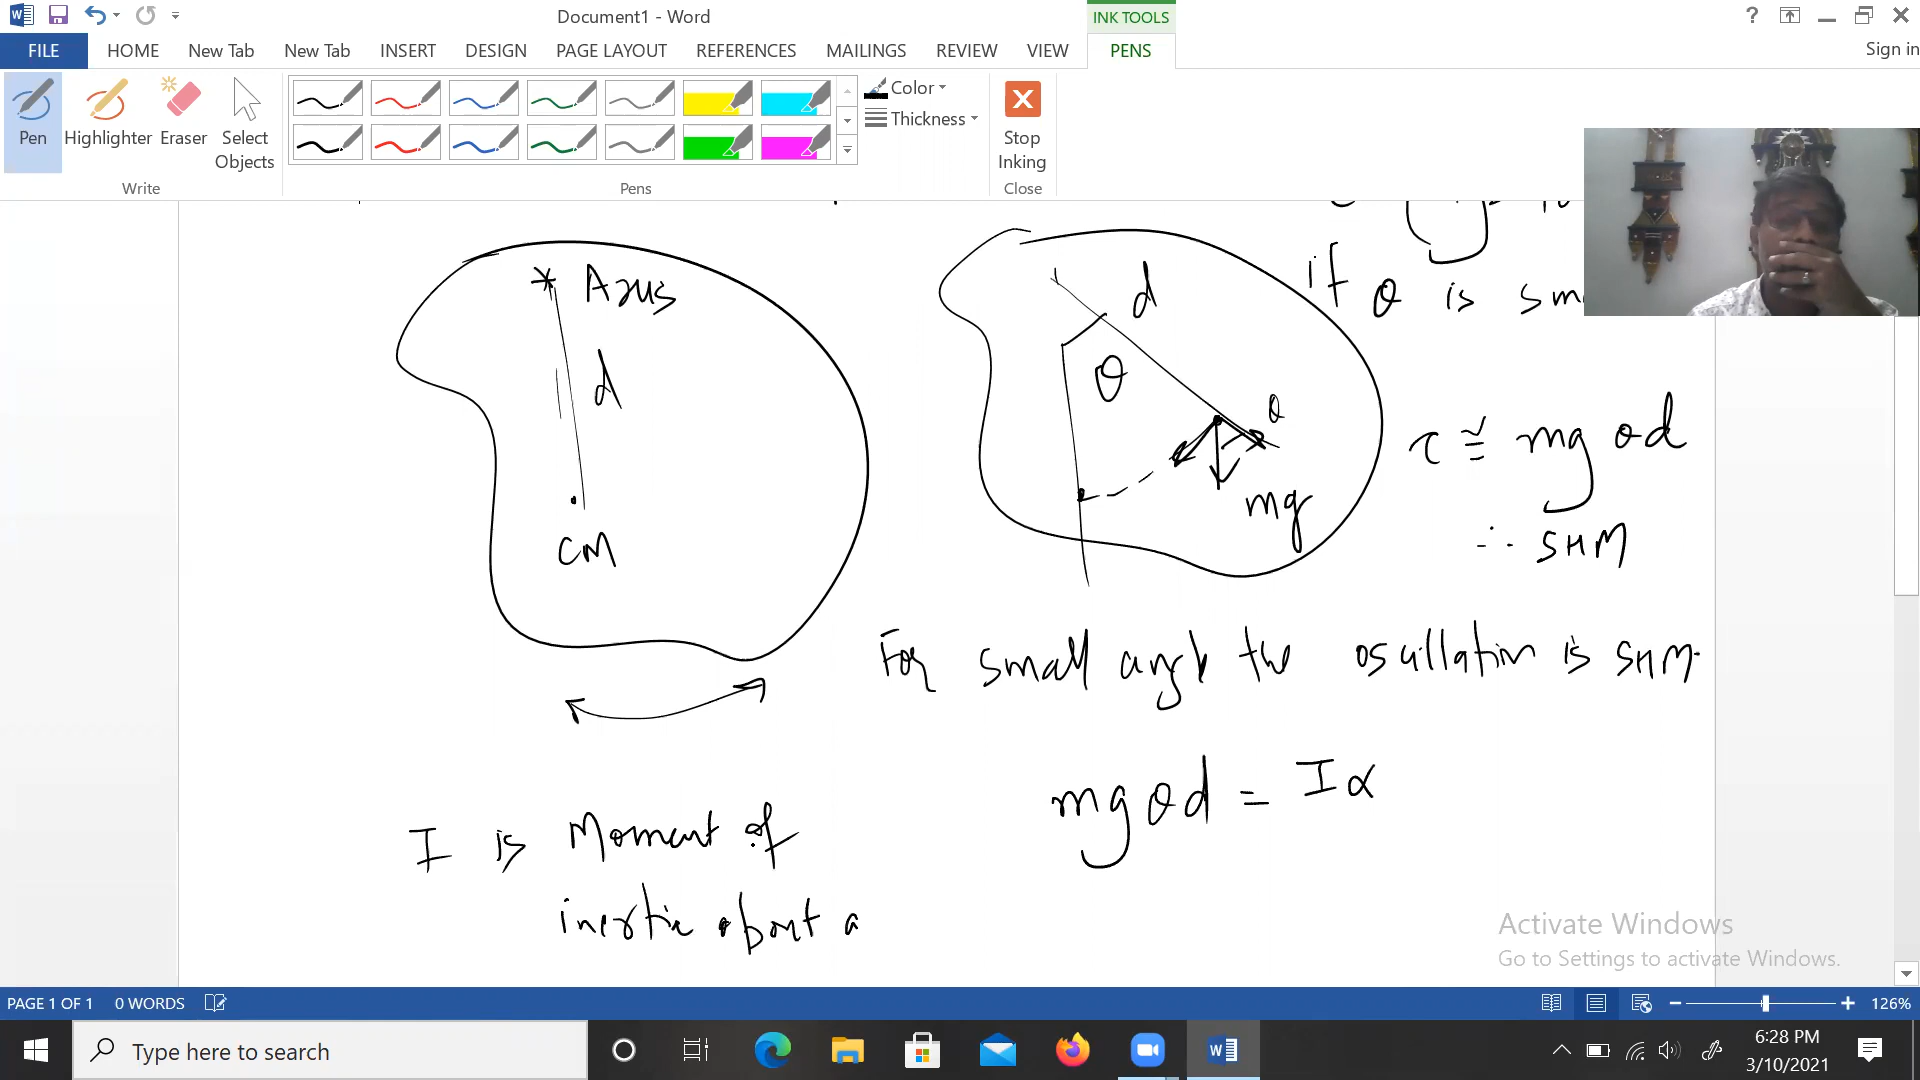 Document1 - Word
INK TOOLS
FILE HOME New Tab New Tab INSERT DESIGN PAGE LAYOUT REFERENCES MAILINGS REVIEW VIEW PENS
Sign in
Pen Highlighter Eraser Select Objects
Write
Pens
Color
Thickness
Stop Inking
Close
Axis
d
CM
d
θ
θ
mg
if θ is sm
τ ≅ mg θd
∴ SHM
For small angle the oscillation is SHM.
mg θd = Iα
I is Moment of
inertia about a
Activate Windows
Go to Settings to activate Windows.
PAGE 1 OF 1 0 WORDS
126%
Type here to search
6:28 PM
3/10/2021